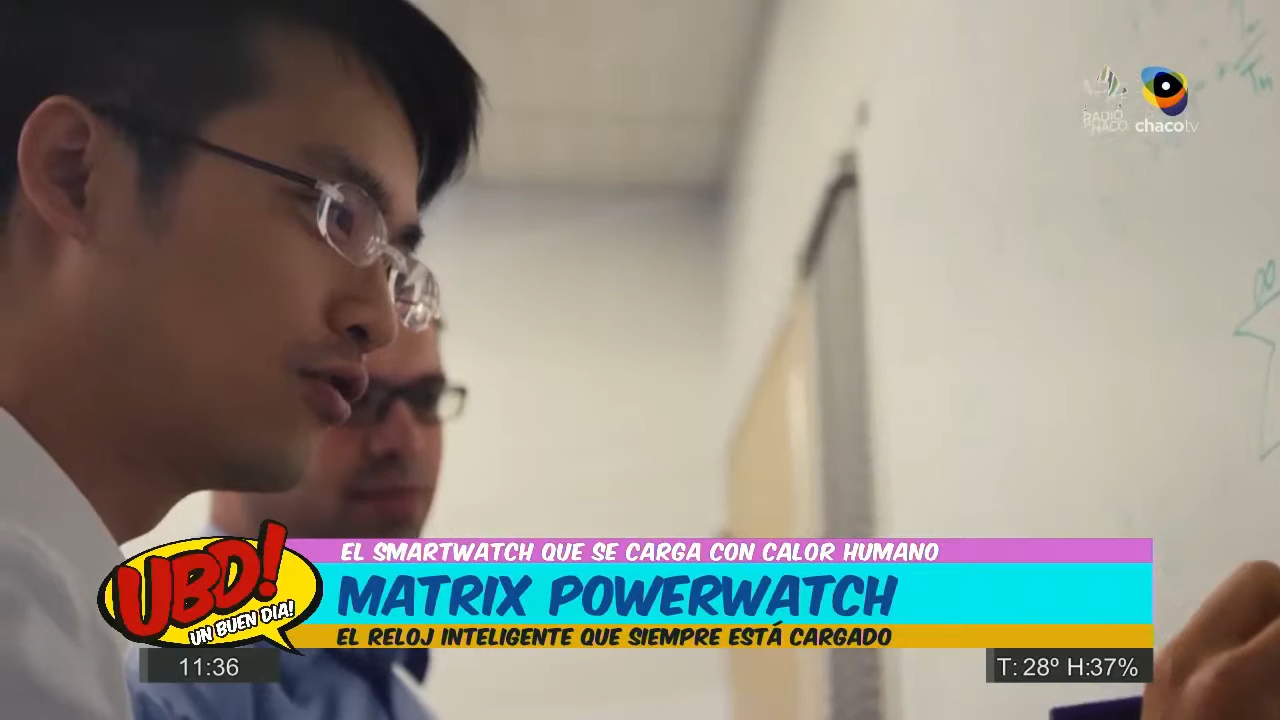 RADIO
CHACO
chacotv
EL SMARTWATCH QUE SE CARGA CON CALOR HUMANO
UBD!
UN BUEN DIA!
MATRIX POWERWATCH
EL RELOJ INTELIGENTE QUE SIEMPRE ESTÁ CARGADO
11:36
T: 28º H:37%